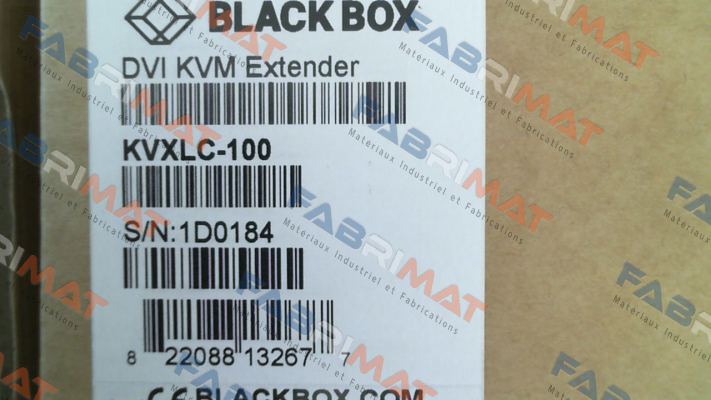 BLACK BOX
DVI KVM Extender
KVXLC-100
S/N:1D0184
8 22088 13267 7
CE BLACKBOX.COM
FABRIMAT
Materiaux Industriel et Fabrications